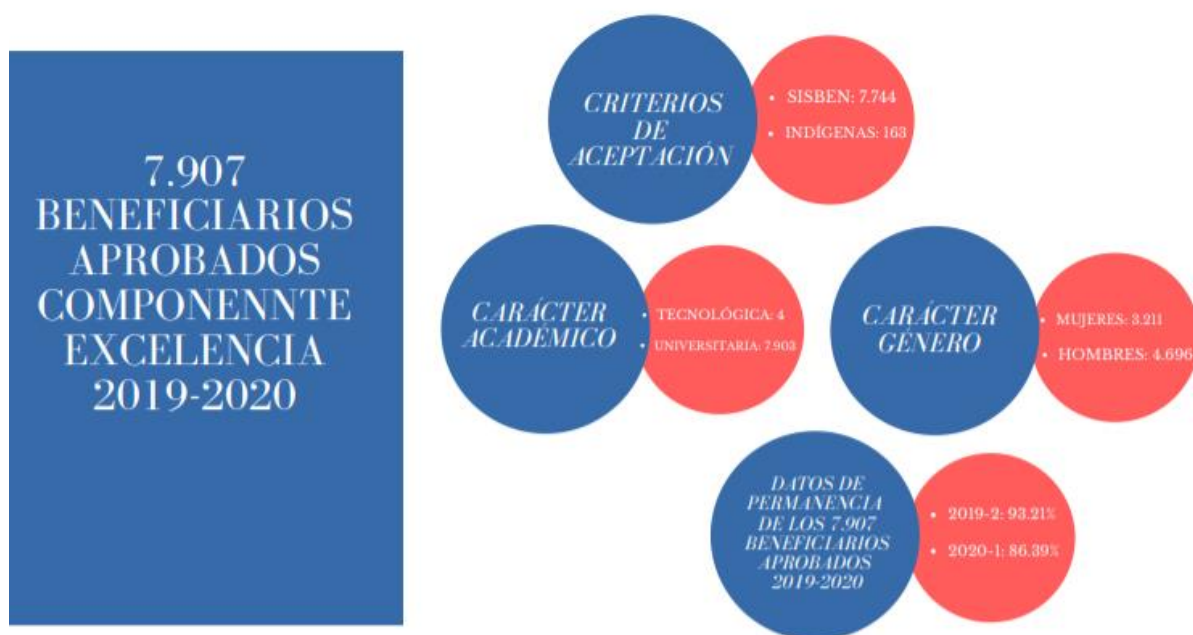 7.907
BENEFICIARIOS
APROBADOS
COMPONENNTE
EXCELENCIA
2019-2020
CRITERIOS
DE
ACEPTACIÓN
• SISBEN: 7.744
• INDÍGENAS: 163
CARÁCTER
ACADÉMICO
• TECNOLÓGICA: 4
• UNIVERSITARIA: 7.903
CARÁCTER
GÉNERO
• MUJERES: 3.211
• HOMBRES: 4.696
DATOS DE
PERMANENCIA
DE LOS 7.907
BENEFICIARIOS
APROBADOS
2019-2020
• 2019-2: 93.21%
• 2020-1: 86.39%